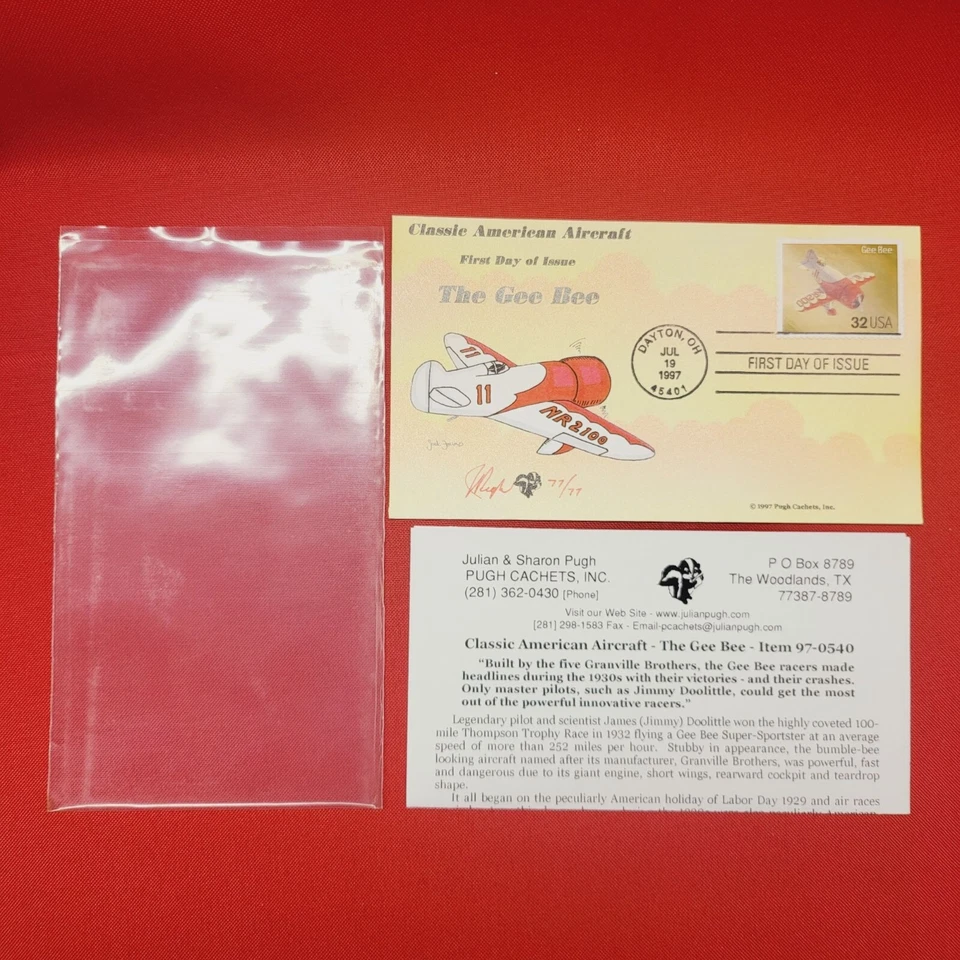 Classic American Aircraft
First Day of Issue
The Gee Bee
Gee Bee
32 USA
DAYTON, OH
JUL
19
1997
45401
FIRST DAY OF ISSUE
11
11
NR2100
JPugh 77/77
© 1997 Pugh Cachets, Inc.
Julian & Sharon Pugh
PUGH CACHETS, INC.
(281) 362-0430 [Phone]
P O Box 8789
The Woodlands, TX
77387-8789
Visit our Web Site - www.julianpugh.com
[281] 298-1583 Fax - Email-pcachets@julianpugh.com
Classic American Aircraft - The Gee Bee - Item 97-0540
"Built by the five Granville Brothers, the Gee Bee racers made
headlines during the 1930s with their victories - and their crashes.
Only master pilots, such as Jimmy Doolittle, could get the most
out of the powerful innovative racers."
Legendary pilot and scientist James (Jimmy) Doolittle won the highly coveted 100-
mile Thompson Trophy Race in 1932 flying a Gee Bee Super-Sportster at an average
speed of more than 252 miles per hour. Stubby in appearance, the bumble-bee
looking aircraft named after its manufacturer, Granville Brothers, was powerful, fast
and dangerous due to its giant engine, short wings, rearward cockpit and teardrop
shape.
It all began on the peculiarly American holiday of Labor Day 1929 and air races